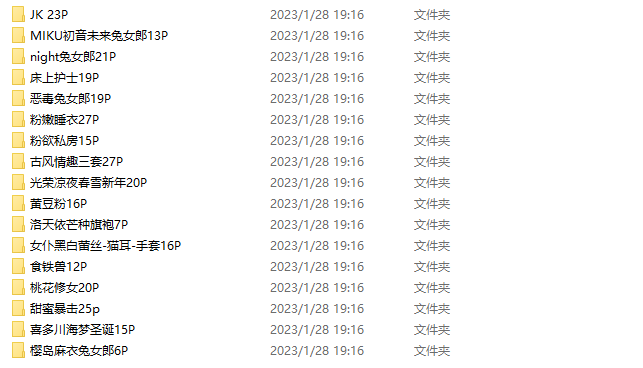 JK 23P 2023/1/28 19:16 文件夹
MIKU初音未来兔女郎13P 2023/1/28 19:16 文件夹
night兔女郎21P 2023/1/28 19:16 文件夹
床上护士19P 2023/1/28 19:16 文件夹
恶毒兔女郎19P 2023/1/28 19:16 文件夹
粉嫩睡衣27P 2023/1/28 19:16 文件夹
粉欲私房15P 2023/1/28 19:16 文件夹
古风情趣三套27P 2023/1/28 19:16 文件夹
光荣凉夜春雪新年20P 2023/1/28 19:16 文件夹
黄豆粉16P 2023/1/28 19:16 文件夹
洛天依芒种旗袍7P 2023/1/28 19:16 文件夹
女仆黑白黄丝-猫耳-手套16P 2023/1/28 19:16 文件夹
食铁兽12P 2023/1/28 19:16 文件夹
桃花修女20P 2023/1/28 19:16 文件夹
甜蜜暴击25p 2023/1/28 19:16 文件夹
喜多川海梦圣诞15P 2023/1/28 19:16 文件夹
樱岛麻衣兔女郎6P 2023/1/28 19:16 文件夹